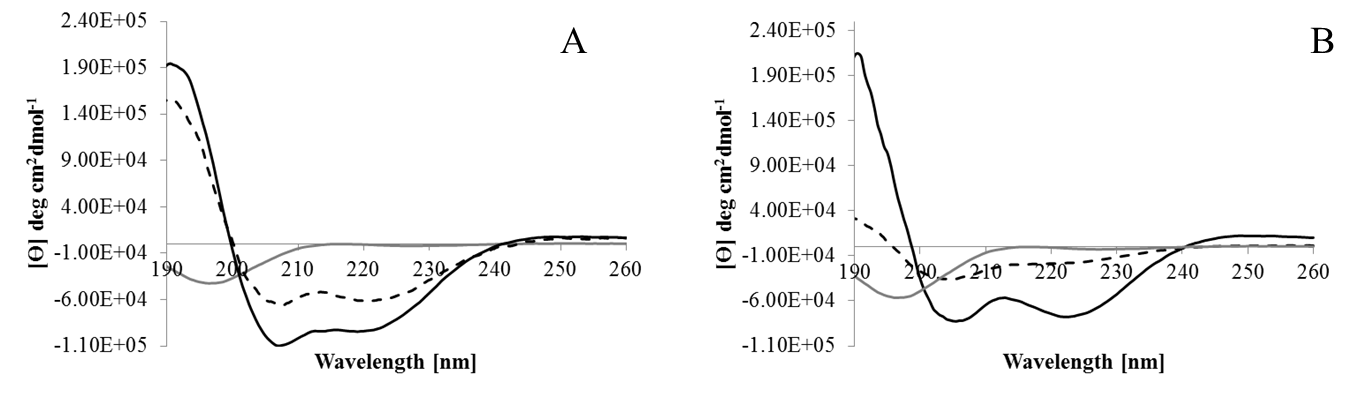 A
2.40E+05
1.90E+05
1.40E+05
9.00E+04
4.00E+04
-1.00E+04
-6.00E+04
-1.10E+05
190 200 210 220 230 240 250 260
[Θ] deg cm²dmol⁻¹
Wavelength [nm]
B
2.40E+05
1.90E+05
1.40E+05
9.00E+04
4.00E+04
-1.00E+04
-6.00E+04
-1.10E+05
190 200 210 220 230 240 250 260
[Θ] deg cm²dmol⁻¹
Wavelength [nm]